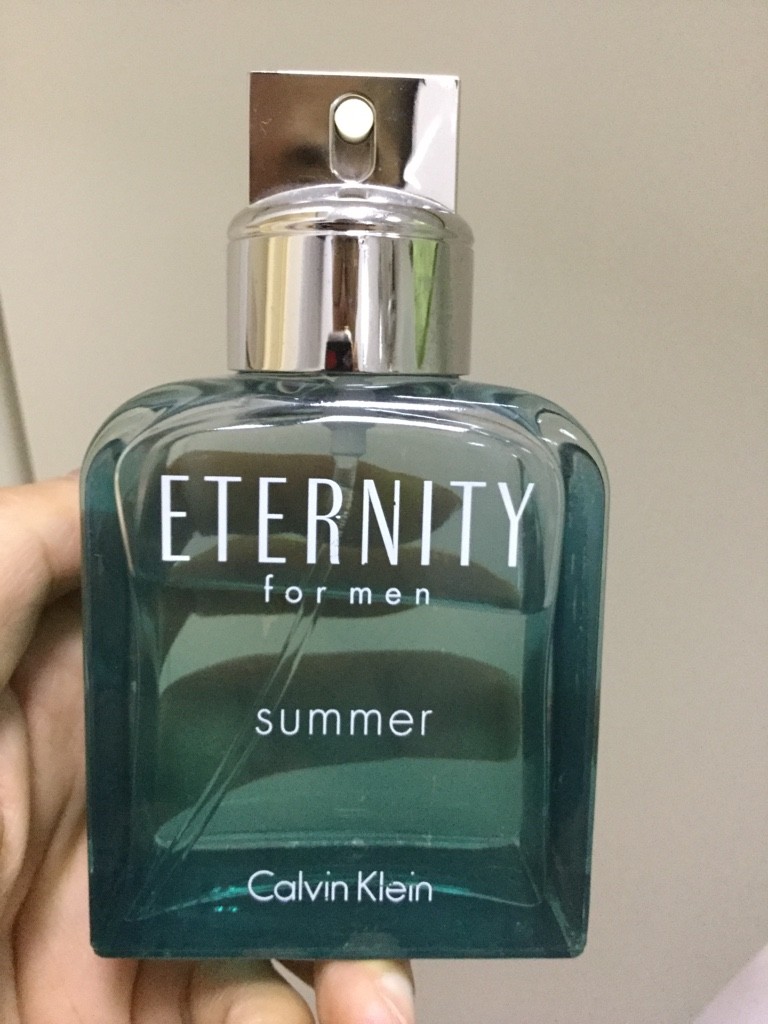 ETERNITY
for men
summer
Calvin Klein